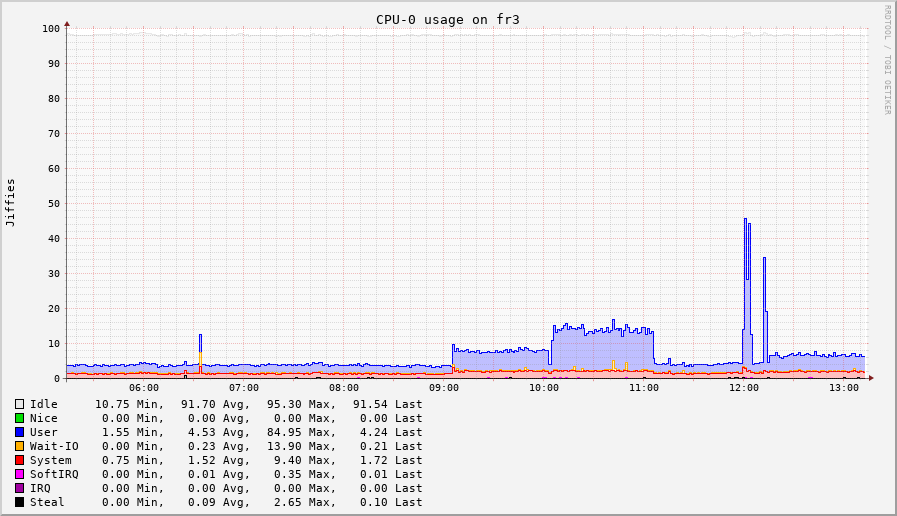 CPU-0 usage on fr3
RRDTOOL / TOBI OETIKER
Jiffies
100
90
80
70
60
50
40
30
20
10
0
06:00 07:00 08:00 09:00 10:00 11:00 12:00 13:00
Idle 10.75 Min, 91.70 Avg, 95.30 Max, 91.54 Last
Nice 0.00 Min, 0.00 Avg, 0.00 Max, 0.00 Last
User 1.55 Min, 4.53 Avg, 84.95 Max, 4.24 Last
Wait-IO 0.00 Min, 0.23 Avg, 13.90 Max, 0.21 Last
System 0.75 Min, 1.52 Avg, 9.40 Max, 1.72 Last
SoftIRQ 0.00 Min, 0.01 Avg, 0.35 Max, 0.01 Last
IRQ 0.00 Min, 0.00 Avg, 0.00 Max, 0.00 Last
Steal 0.00 Min, 0.09 Avg, 2.65 Max, 0.10 Last